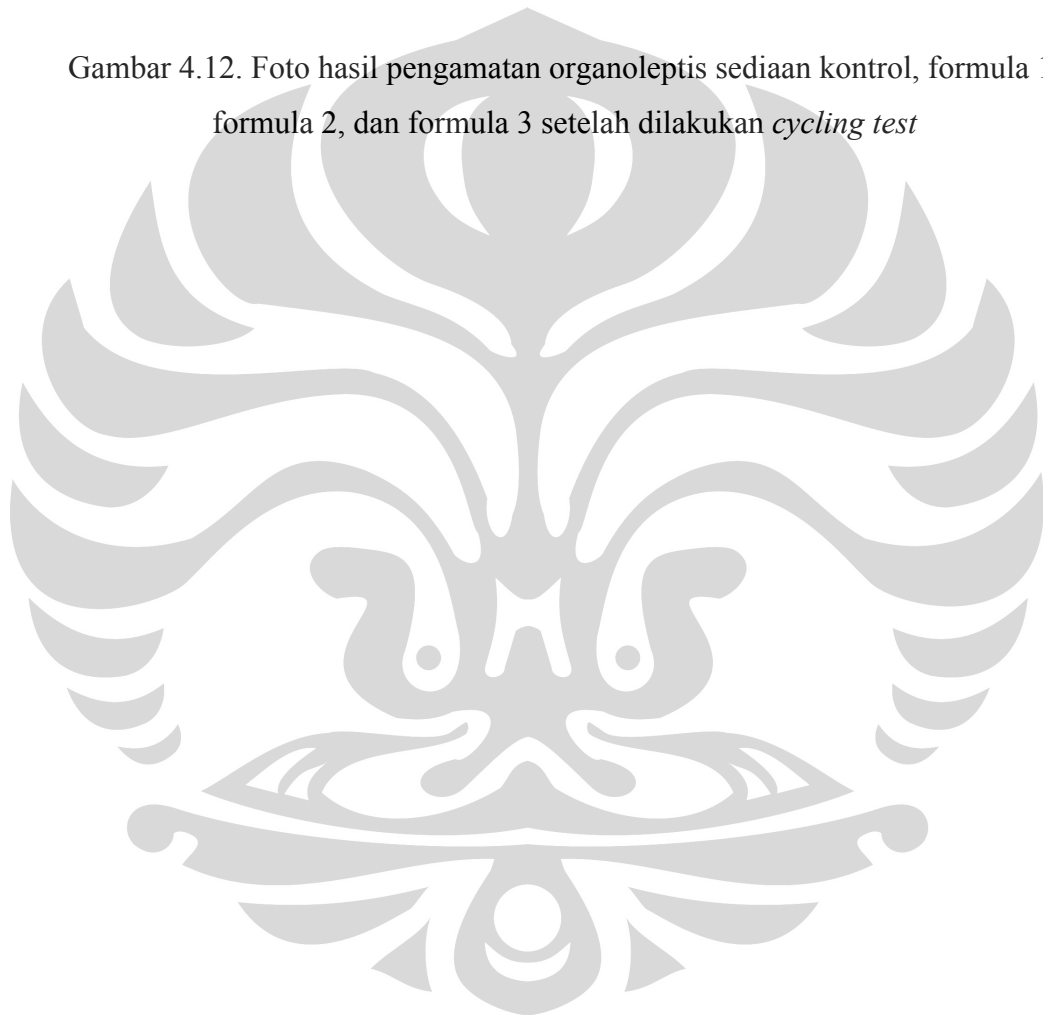 Gambar 4.12. Foto hasil pengamatan organoleptis sediaan kontrol, formula 1
formula 2, dan formula 3 setelah dilakukan cycling test